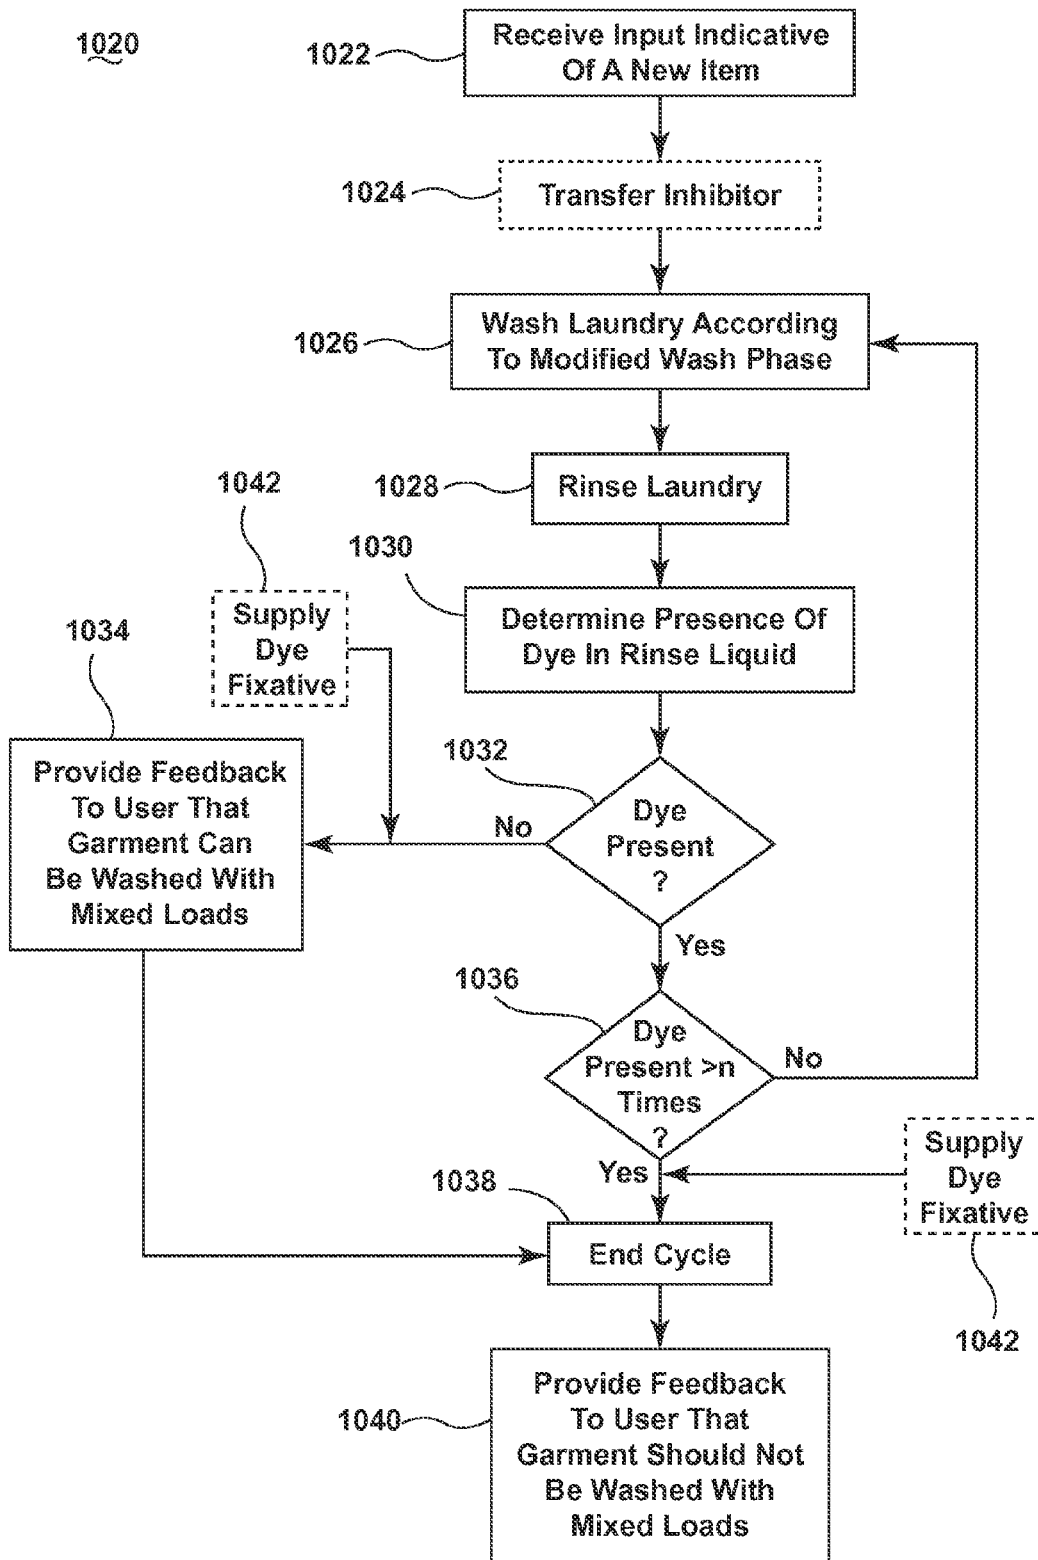 1020
1022
Receive Input Indicative
Of A New Item
1024
Transfer Inhibitor
1026
Wash Laundry According
To Modified Wash Phase
1028
Rinse Laundry
1030
Determine Presence Of
Dye In Rinse Liquid
1042
Supply
Dye
Fixative
1034
Provide Feedback
To User That
Garment Can
Be Washed With
Mixed Loads
1032
Dye
Present
?
No
Yes
1036
Dye
Present >n
Times
?
No
Yes
Supply
Dye
Fixative
1042
1038
End Cycle
1040
Provide Feedback
To User That
Garment Should Not
Be Washed With
Mixed Loads